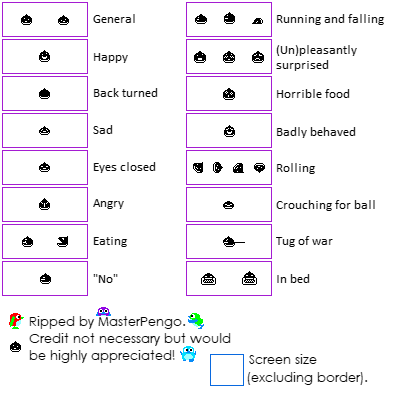 General
Happy
Back turned
Sad
Eyes closed
Angry
Eating
"No"
Running and falling
(Un)pleasantly
surprised
Horrible food
Badly behaved
Rolling
Crouching for ball
Tug of war
In bed
Ripped by MasterPengo.
Credit not necessary but would
be highly appreciated!
Screen size
(excluding border).